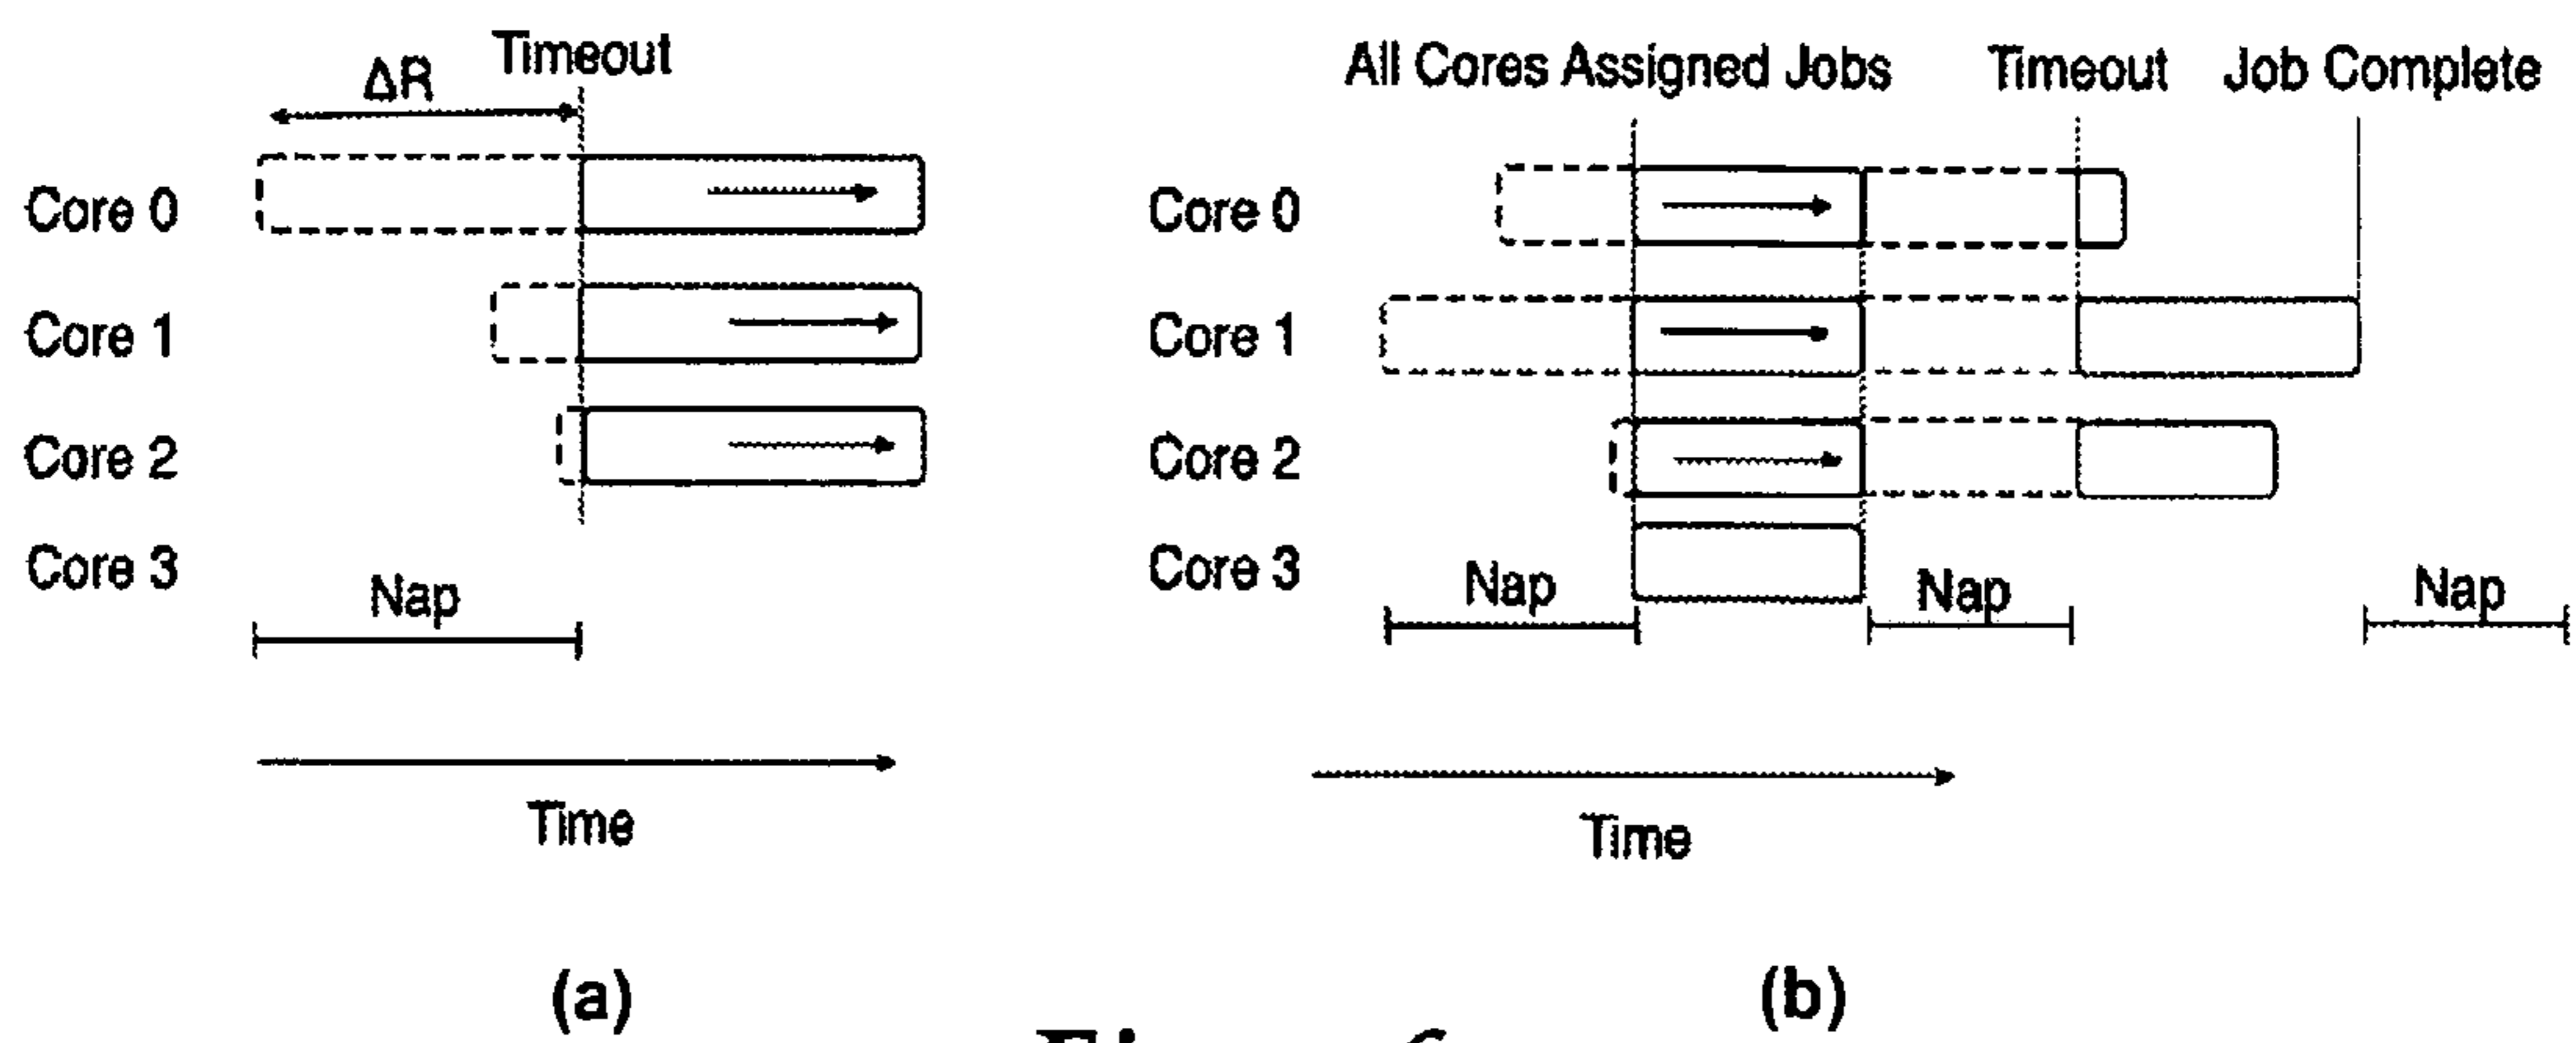 ΔR
Timeout
Core 0
Core 1
Core 2
Core 3
Nap
Time
(a)
All Cores Assigned Jobs
Timeout
Job Complete
Core 0
Core 1
Core 2
Core 3
Nap
Nap
Nap
Time
(b)